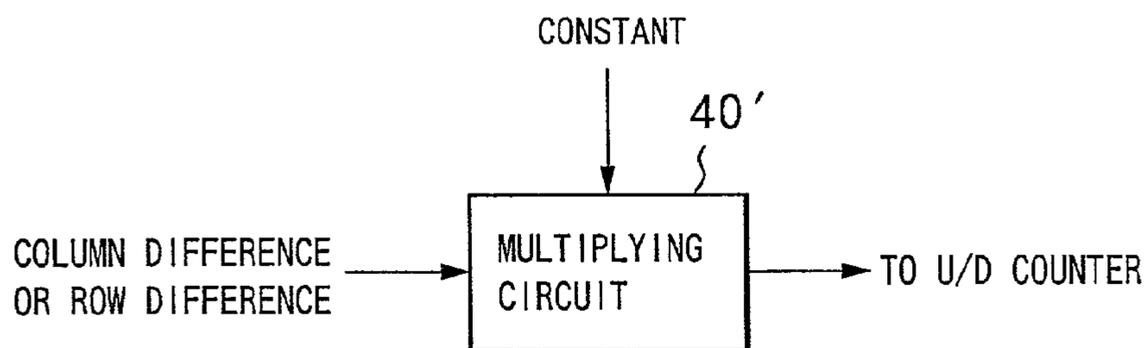 CONSTANT
40'
COLUMN DIFFERENCE
OR ROW DIFFERENCE
MULTIPLYING
CIRCUIT
TO U/D COUNTER